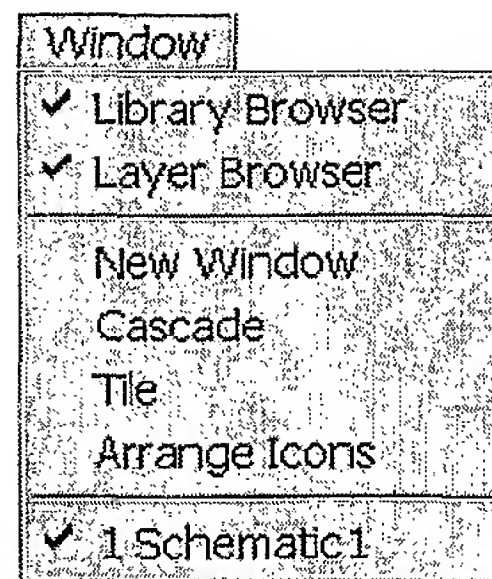 Window
✓ Library Browser
✓ Layer Browser
New Window
Cascade
Tile
Arrange Icons
✓ 1 Schematic1